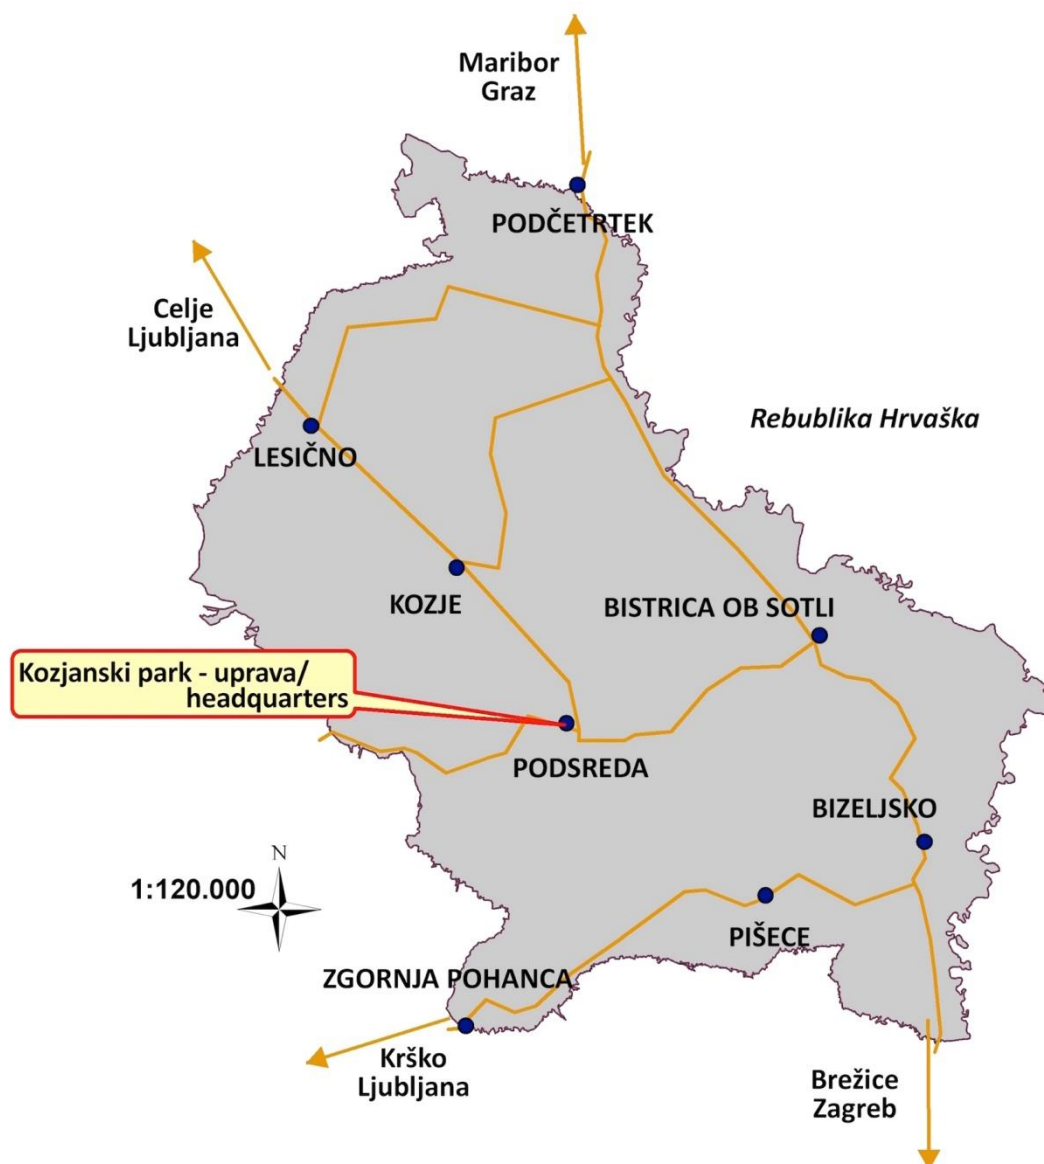 Maribor
Graz
PODČETRTEK
Celje
Ljubljana
Rebublika Hrvaška
LESIČNO
KOZJE
BISTRICA OB SOTLI
Kozjanski park - uprava/
headquarters
PODSREDA
BIZELJSKO
N
1:120.000
PIŠECE
ZGORNJA POHANCA
Krško
Ljubljana
Brežice
Zagreb